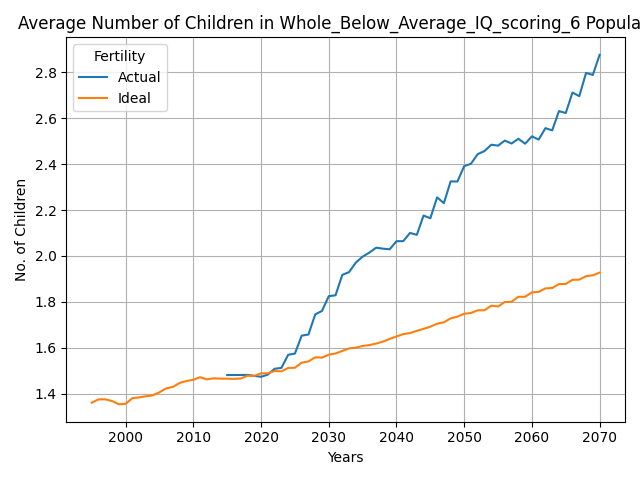 Average Number of Children in Whole_Below_Average_IQ_scoring_6 Popula
Fertility
Actual
Ideal
No. of Children
2.8
2.6
2.4
2.2
2.0
1.8
1.6
1.4
2000 2010 2020 2030 2040 2050 2060 2070
Years